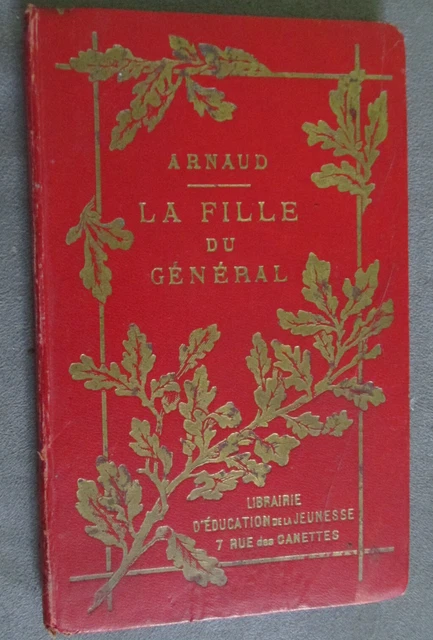 ARNAUD
LA FILLE
DU
GÉNÉRAL
LIBRAIRIE
D'ÉDUCATION DE LA JEUNESSE
7 RUE des CANETTES